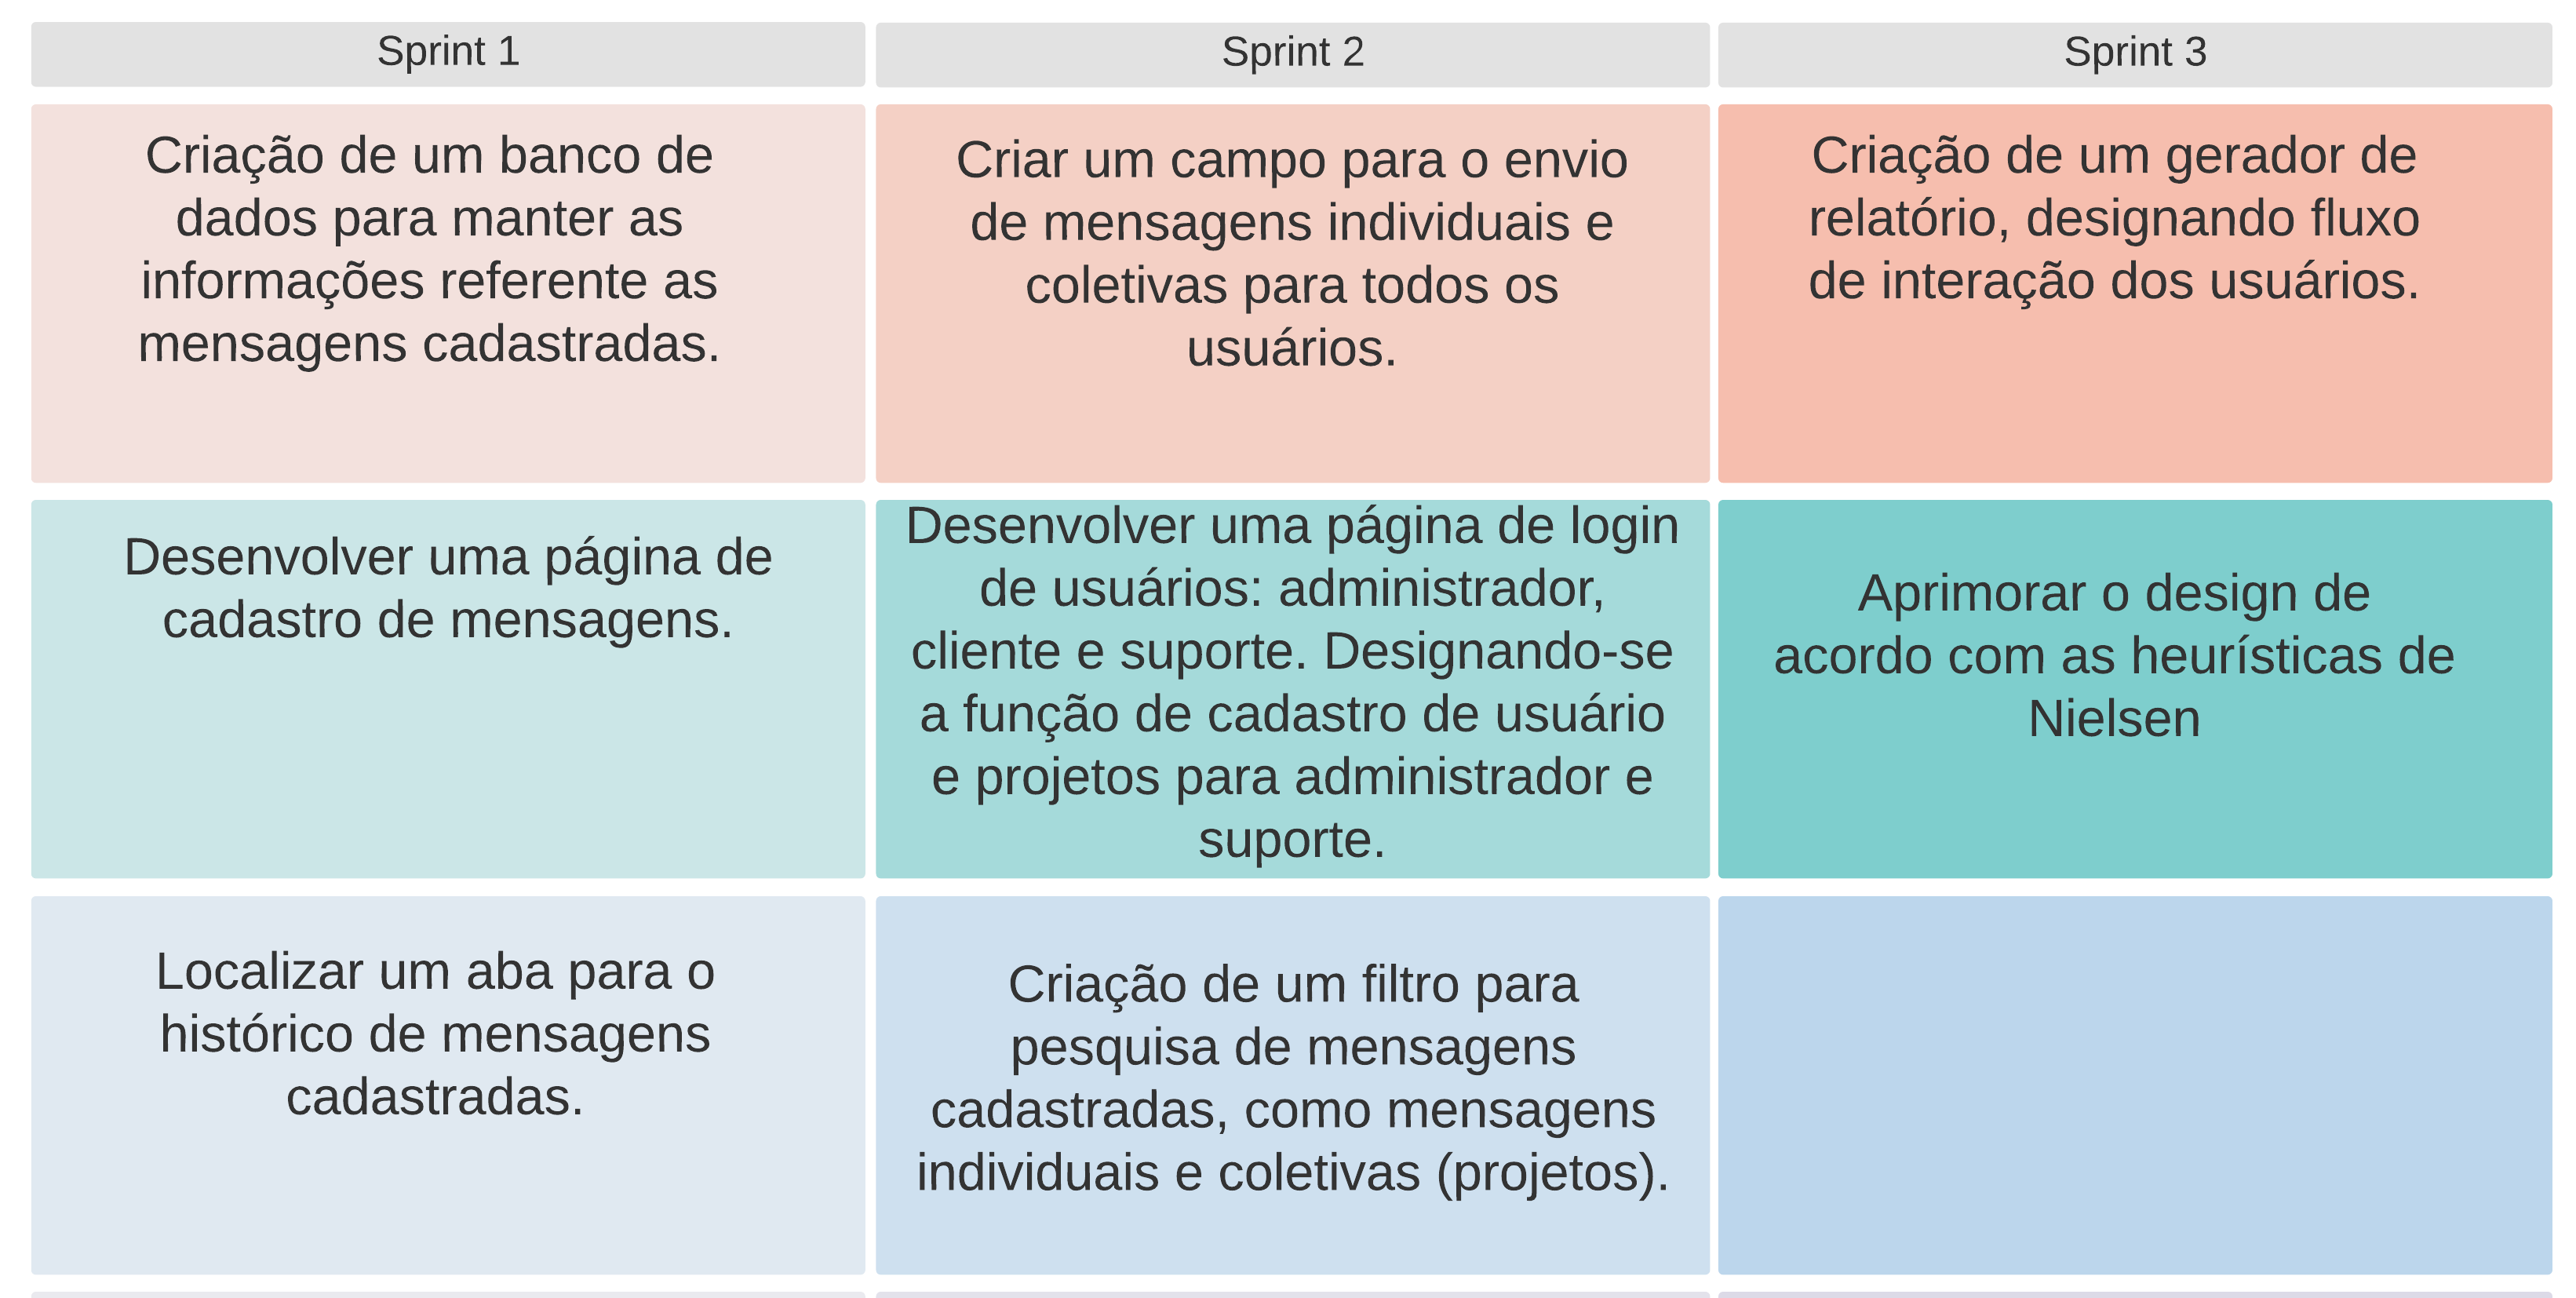 Sprint 1
Sprint 2
Sprint 3
Criação de um banco de
dados para manter as
informações referente as
mensagens cadastradas.
Criar um campo para o envio
de mensagens individuais e
coletivas para todos os
usuários.
Criação de um gerador de
relatório, designando fluxo
de interação dos usuários.
Desenvolver uma página de
cadastro de mensagens.
Desenvolver uma página de login
de usuários: administrador,
cliente e suporte. Designando-se
a função de cadastro de usuário
e projetos para administrador e
suporte.
Aprimorar o design de
acordo com as heurísticas de
Nielsen
Localizar um aba para o
histórico de mensagens
cadastradas.
Criação de um filtro para
pesquisa de mensagens
cadastradas, como mensagens
individuais e coletivas (projetos).